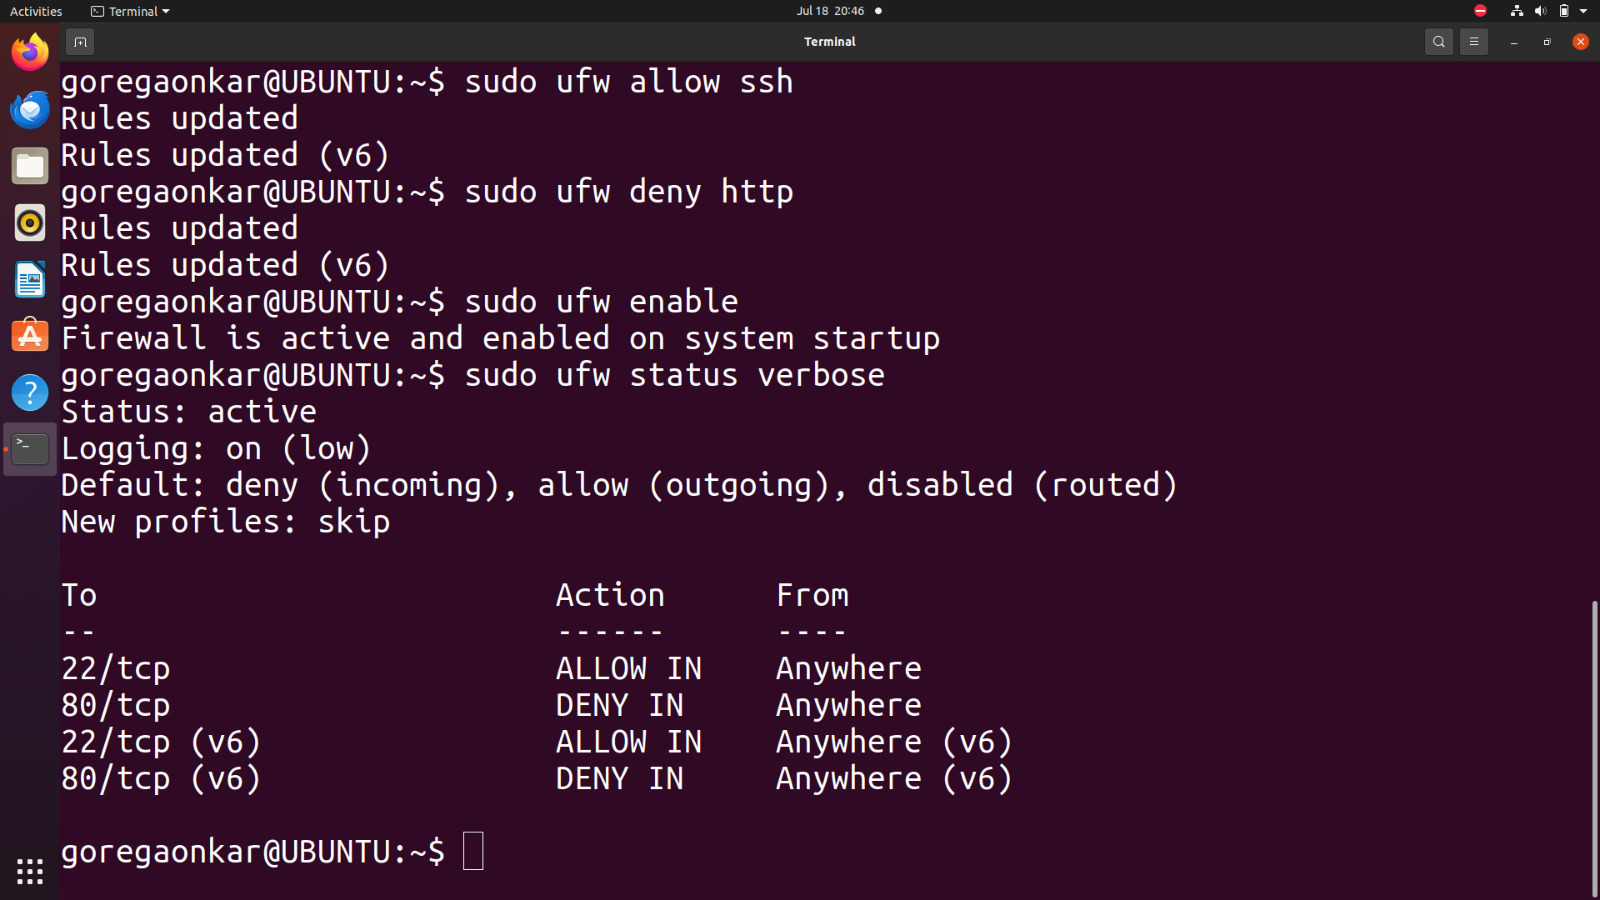 Activities Terminal Jul 18 20:46
Terminal
goregaonkar@UBUNTU:~$ sudo ufw allow ssh
Rules updated
Rules updated (v6)
goregaonkar@UBUNTU:~$ sudo ufw deny http
Rules updated
Rules updated (v6)
goregaonkar@UBUNTU:~$ sudo ufw enable
Firewall is active and enabled on system startup
goregaonkar@UBUNTU:~$ sudo ufw status verbose
Status: active
Logging: on (low)
Default: deny (incoming), allow (outgoing), disabled (routed)
New profiles: skip
To                         Action      From
--                         ------      ----
22/tcp                     ALLOW IN    Anywhere
80/tcp                     DENY IN     Anywhere
22/tcp (v6)                ALLOW IN    Anywhere (v6)
80/tcp (v6)                DENY IN     Anywhere (v6)
goregaonkar@UBUNTU:~$